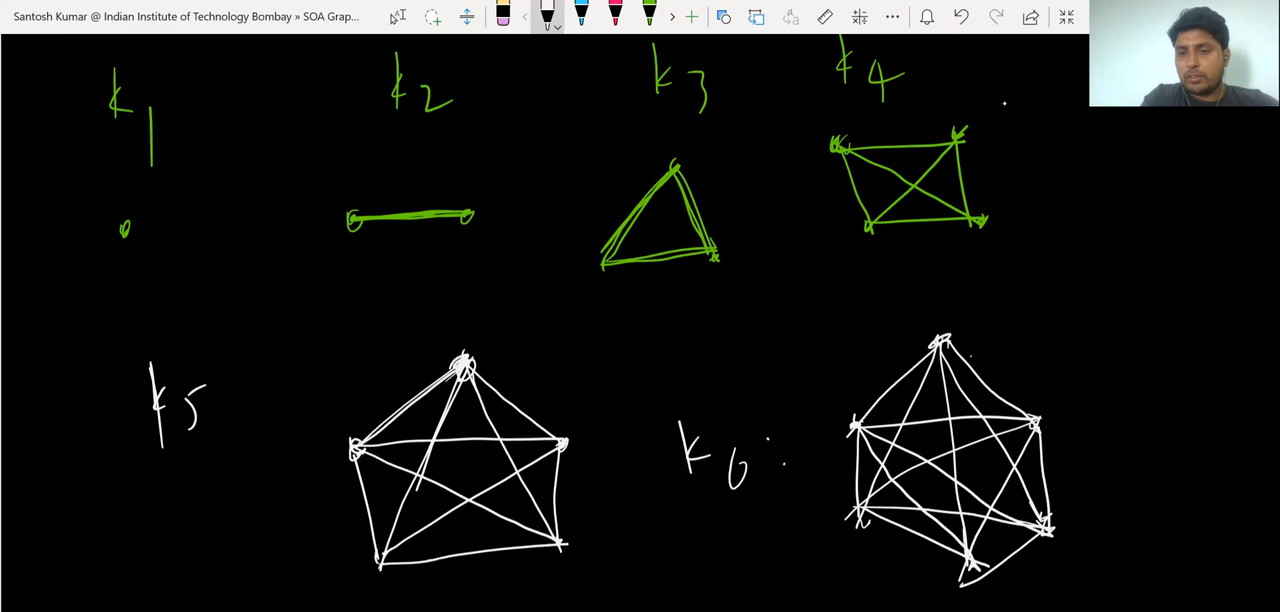 Santosh Kumar @ Indian Institute of Technology Bombay » SOA Grap...
k1 k2 k3 k4
k5
k6 :